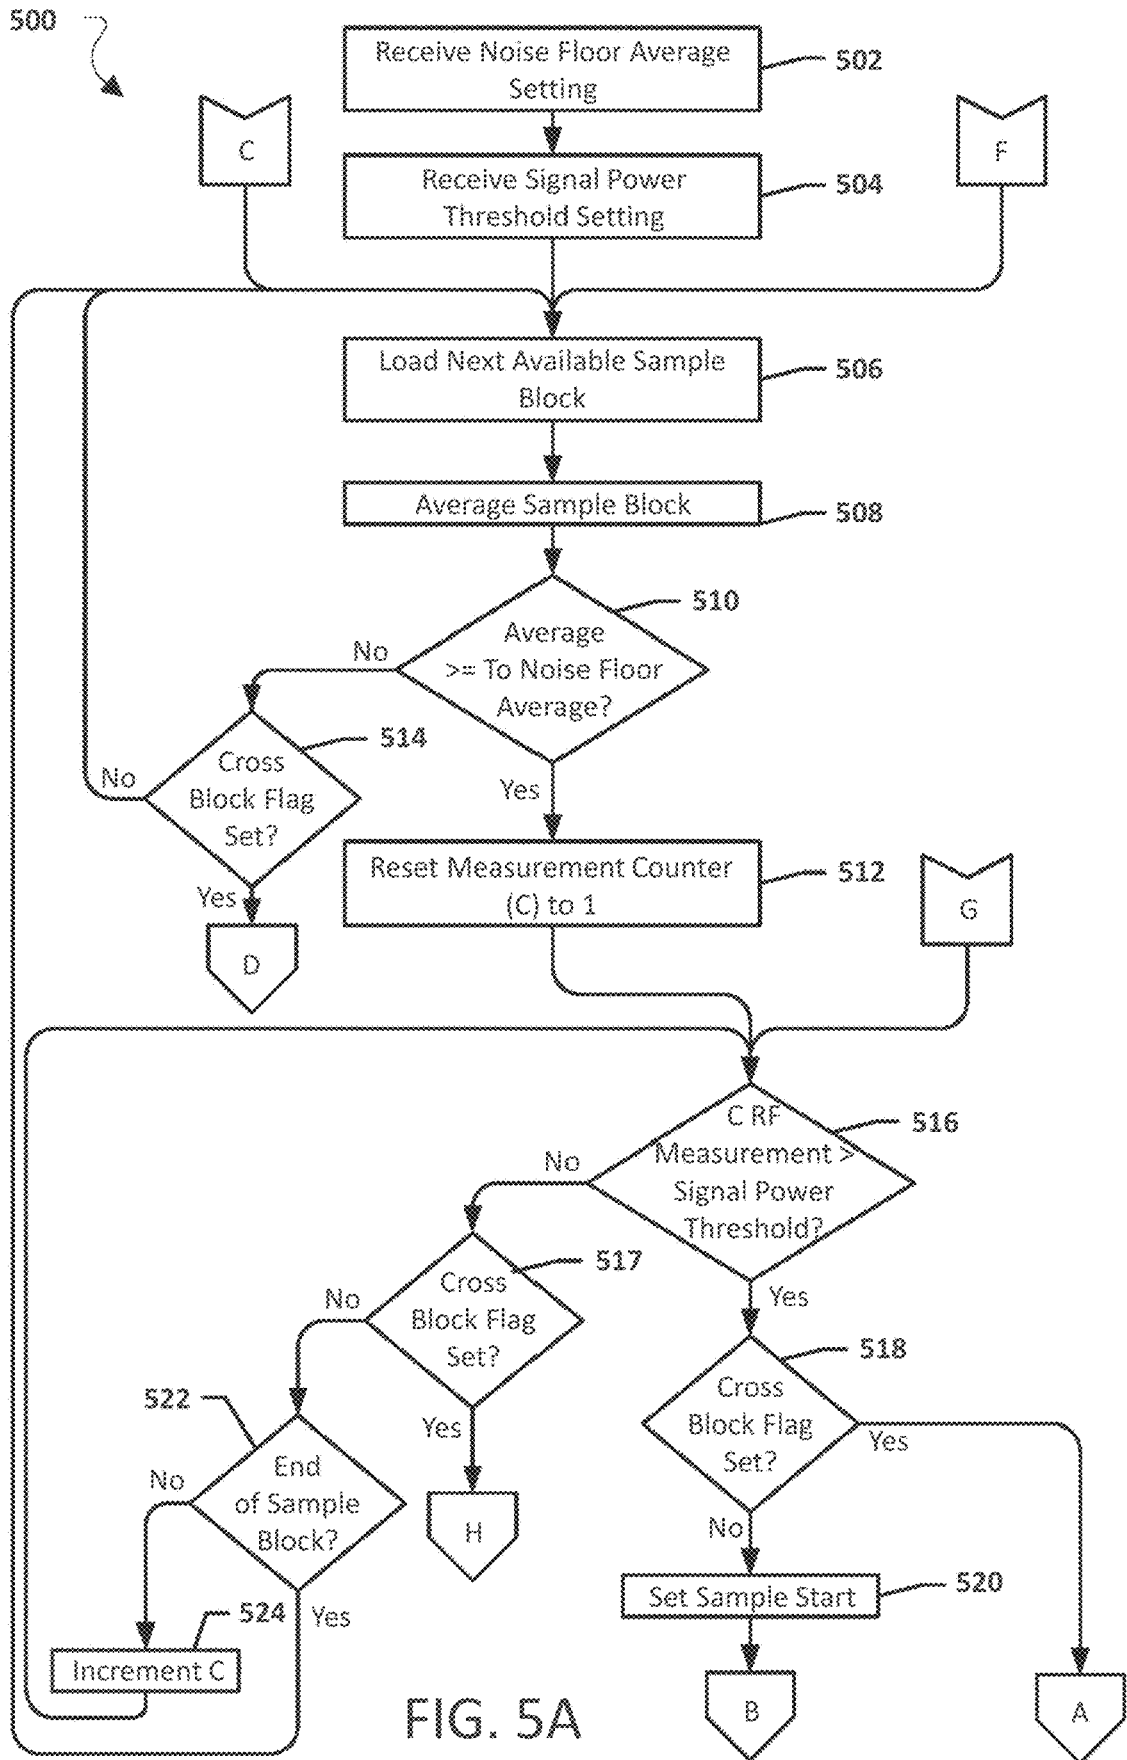 500
Receive Noise Floor Average
Setting
502
C
F
Receive Signal Power
Threshold Setting
504
Load Next Available Sample
Block
506
Average Sample Block
508
510
Average
>= To Noise Floor
Average?
No
514
Cross
Block Flag
Set?
No
Yes
Yes
D
Reset Measurement Counter
(C) to 1
512
G
C RF
Measurement >
Signal Power
Threshold?
516
No
517
Cross
Block Flag
Set?
No
Yes
Yes
518
Cross
Block Flag
Set?
Yes
522
End
of Sample
Block?
No
H
No
Set Sample Start
520
524
Yes
Increment C
B
A
FIG. 5A